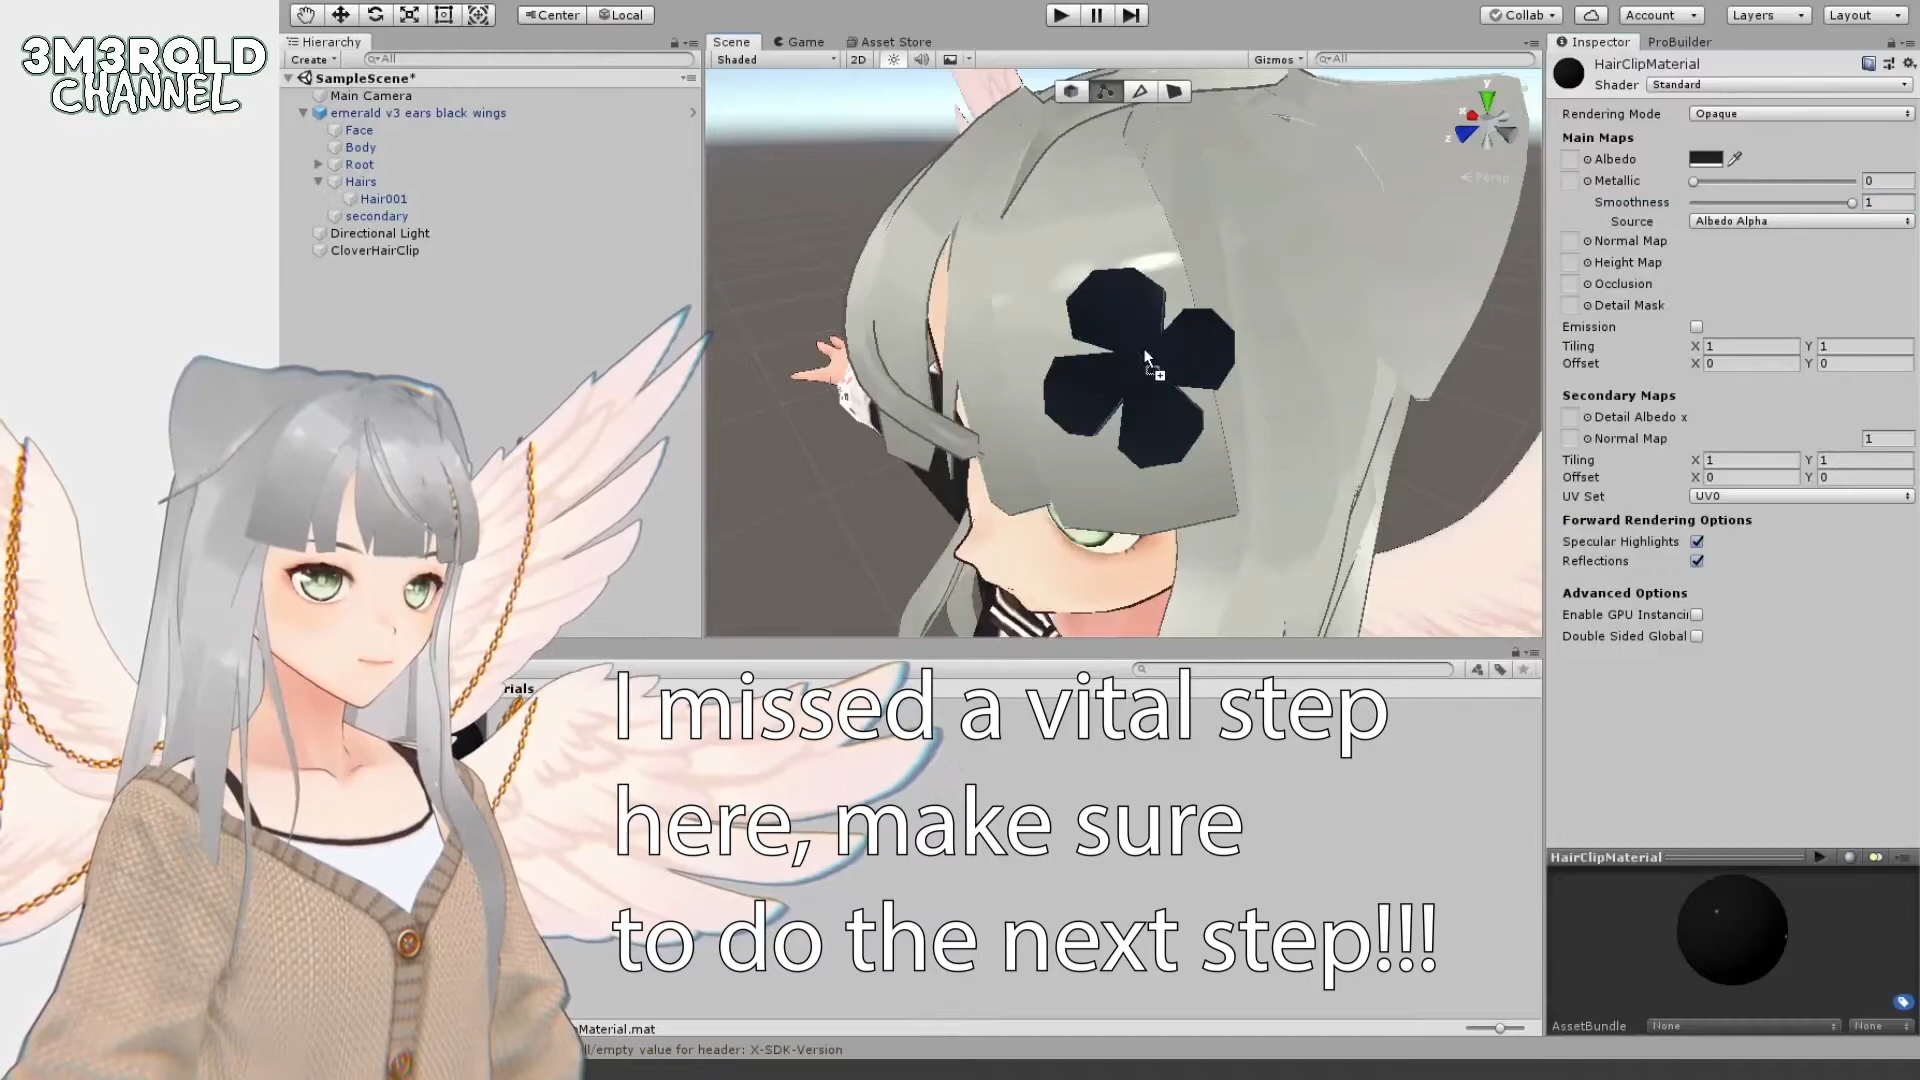 3M3RQLD
CHANNEL
Center
Local
Collab
Account
Layers
Layout
Hierarchy
Create
All
SampleScene*
Main Camera
emerald v3 ears black wings
Face
Body
Root
Hairs
Hair001
secondary
Directional Light
CloverHairClip
Scene
Game
Asset Store
Shaded
2D
Gizmos
All
y
x
z
Persp
Inspector
ProBuilder
HairClipMaterial
Shader
Standard
Rendering Mode
Opaque
Main Maps
Albedo
Metallic
0
Smoothness
1
Source
Albedo Alpha
Normal Map
Height Map
Occlusion
Detail Mask
Emission
Tiling X 1 Y 1
Offset X 0 Y 0
Secondary Maps
Detail Albedo x
Normal Map
1
Tiling X 1 Y 1
Offset X 0 Y 0
UV Set
UV0
Forward Rendering Options
Specular Highlights
Reflections
Advanced Options
Enable GPU Instanci
Double Sided Global
HairClipMaterial
AssetBundle
None
None
rials
I missed a vital step
here, make sure
to do the next step!!!
Material.mat
l/empty value for header: X-SDK-Version